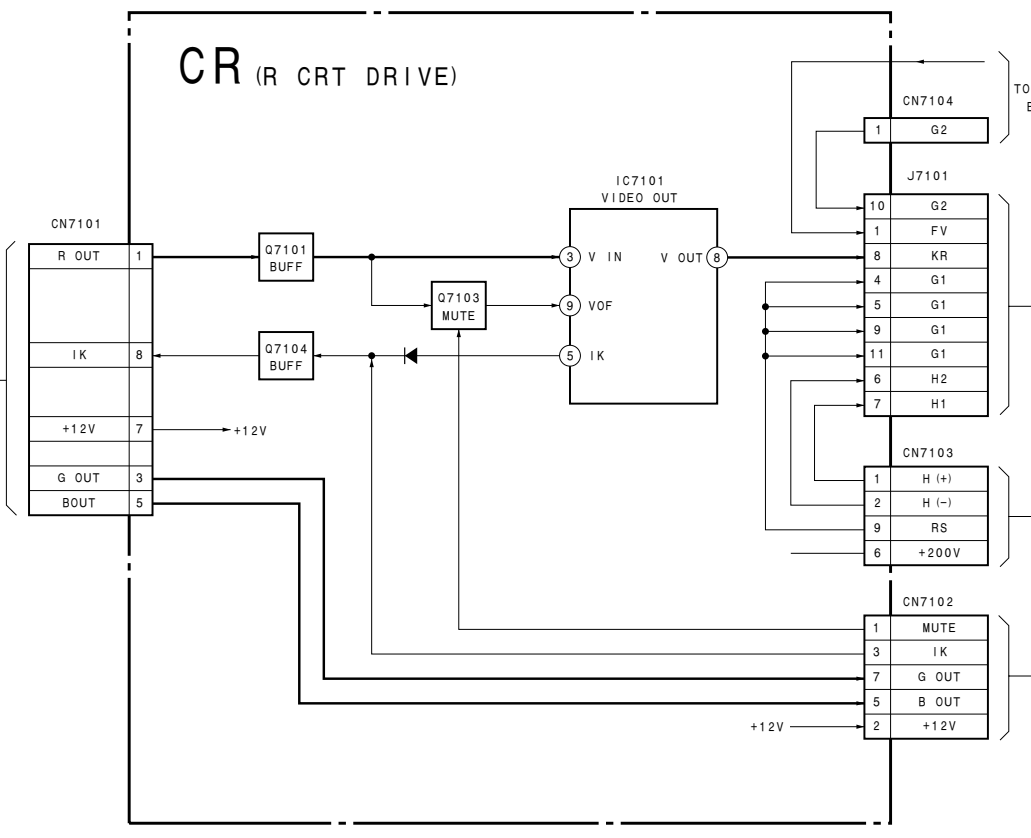 CR (R CRT DRIVE)
TO
CN7104
1 G2
J7101
10 G2
1 FV
8 KR
4 G1
5 G1
9 G1
11 G1
6 H2
7 H1
IC7101
VIDEO OUT
3 V IN
V OUT 8
9 VOF
5 IK
CN7101
R OUT 1
IK 8
+12V 7
G OUT 3
BOUT 5
Q7101
BUFF
Q7103
MUTE
Q7104
BUFF
+12V
CN7103
1 H (+)
2 H (-)
9 RS
6 +200V
CN7102
1 MUTE
3 IK
7 G OUT
5 B OUT
2 +12V
+12V